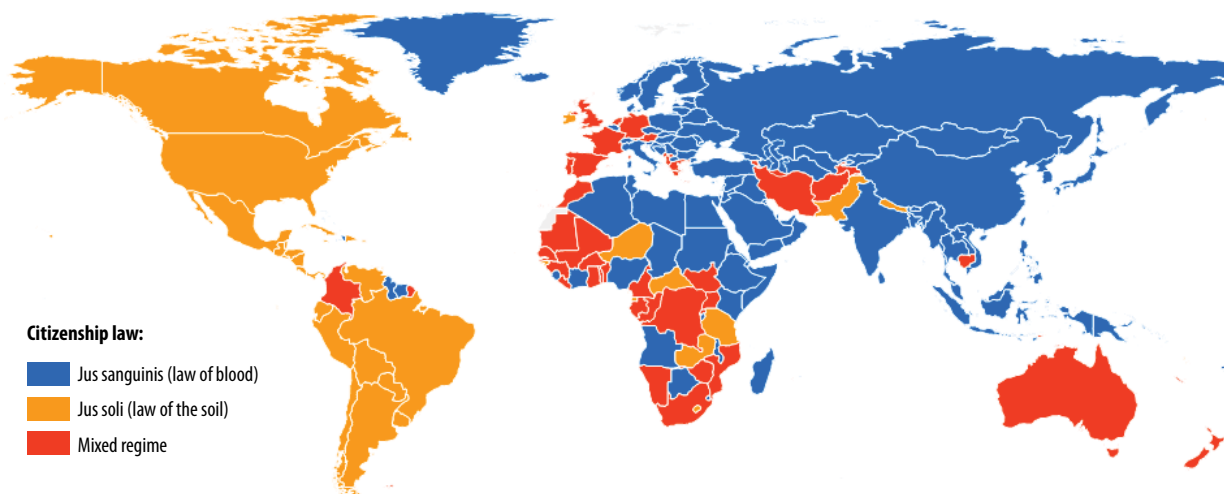 Citizenship law:
Jus sanguinis (law of blood)
Jus soli (law of the soil)
Mixed regime